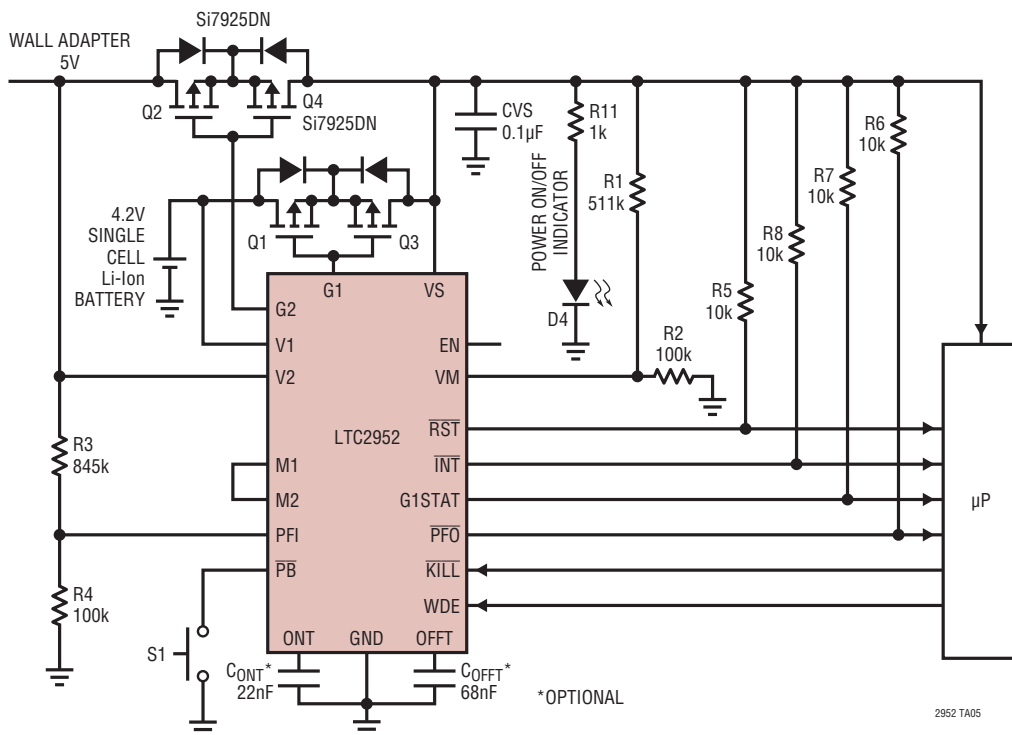 Si7925DN
WALL ADAPTER
5V
Q2
Q4
Si7925DN
CVS
0.1µF
R11
1k
POWER ON/OFF
INDICATOR
D4
R1
511k
R2
100k
R5
10k
R8
10k
R7
10k
R6
10k
4.2V
SINGLE
CELL
Li-Ion
BATTERY
Q1
Q3
G1
VS
G2
V1
V2
EN
VM
LTC2952
RST
INT
M1
M2
G1STAT
PFI
PFO
PB
KILL
WDE
ONT
GND
OFFT
µP
R3
845k
R4
100k
S1
CONT*
22nF
COFFT*
68nF
*OPTIONAL
2952 TA05